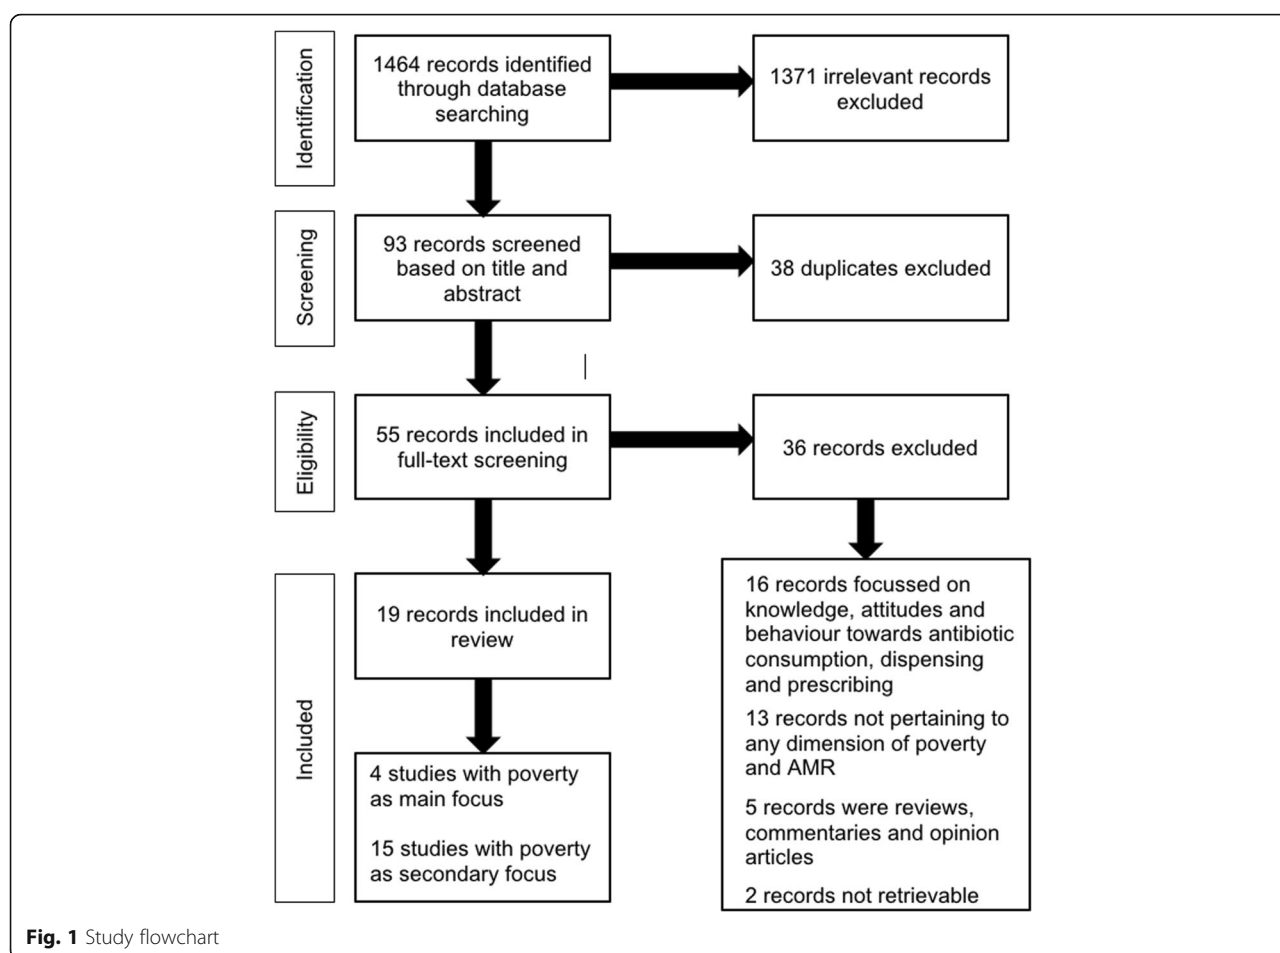 Identification
1464 records identified
through database
searching
1371 irrelevant records
excluded
Screening
93 records screened
based on title and
abstract
38 duplicates excluded
Eligibility
55 records included in
full-text screening
36 records excluded
16 records focussed on
knowledge, attitudes and
behaviour towards antibiotic
consumption, dispensing
and prescribing
13 records not pertaining to
any dimension of poverty
and AMR
5 records were reviews,
commentaries and opinion
articles
2 records not retrievable
Included
19 records included in
review
4 studies with poverty
as main focus
15 studies with poverty
as secondary focus
Fig. 1 Study flowchart